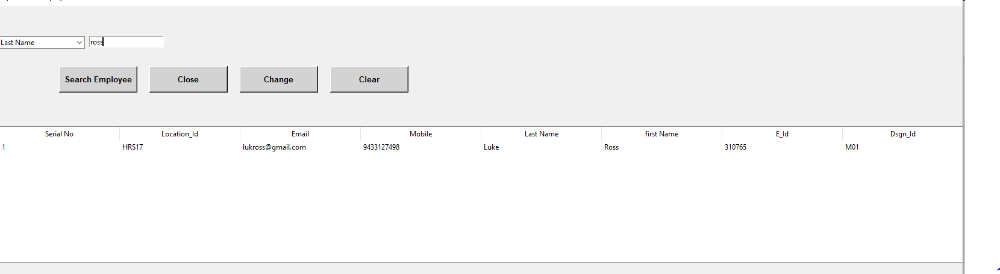 Last Name ross
Search Employee Close Change Clear
Serial No Location_Id Email Mobile Last Name first Name E_Id Dsgn_Id
1 HRS17 lukross@gmail.com 9433127498 Luke Ross 310765 M01